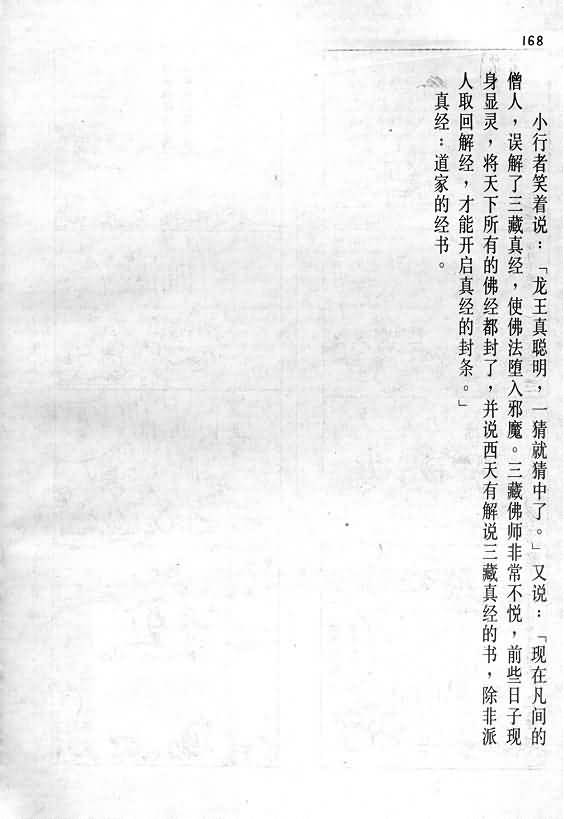 168
小行者笑着说：「龙王真聪明，一猜就猜中了。」又说：「现在凡间的
僧人，误解了三藏真经，使佛法堕入邪魔。三藏佛师非常不悦，前些日子现
身显灵，将天下所有的佛经都封了，并说西天有解说三藏真经的书，除非派
人取回解经，才能开启真经的封条。」
真经：道家的经书。